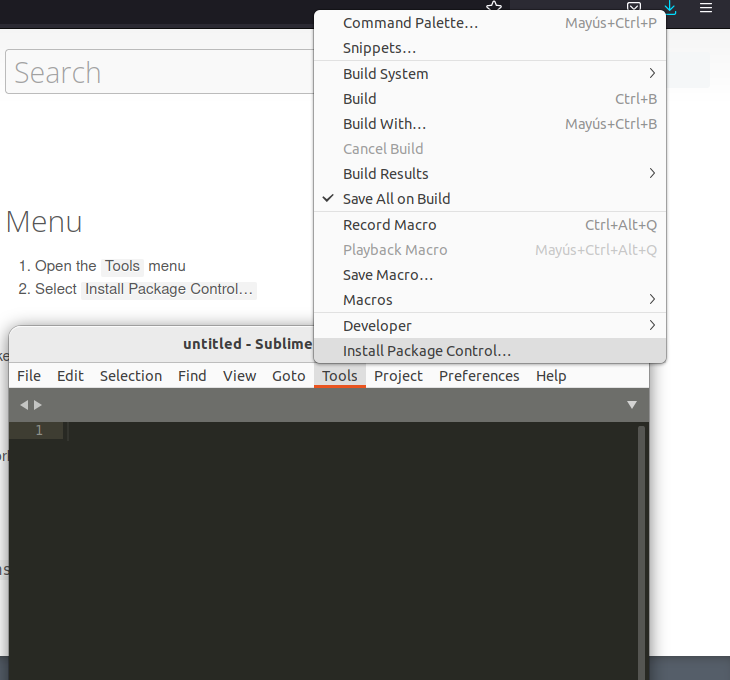 Command Palette… Mayús+Ctrl+P
Snippets…
Search
Build System
Build Ctrl+B
Build With… Mayús+Ctrl+B
Cancel Build
Build Results
Save All on Build
Menu
Record Macro Ctrl+Alt+Q
Playback Macro Mayús+Ctrl+Alt+Q
1. Open the Tools menu
Save Macro…
2. Select Install Package Control…
Macros
Developer
untitled - Sublime
Install Package Control…
File Edit Selection Find View Goto Tools Project Preferences Help
1